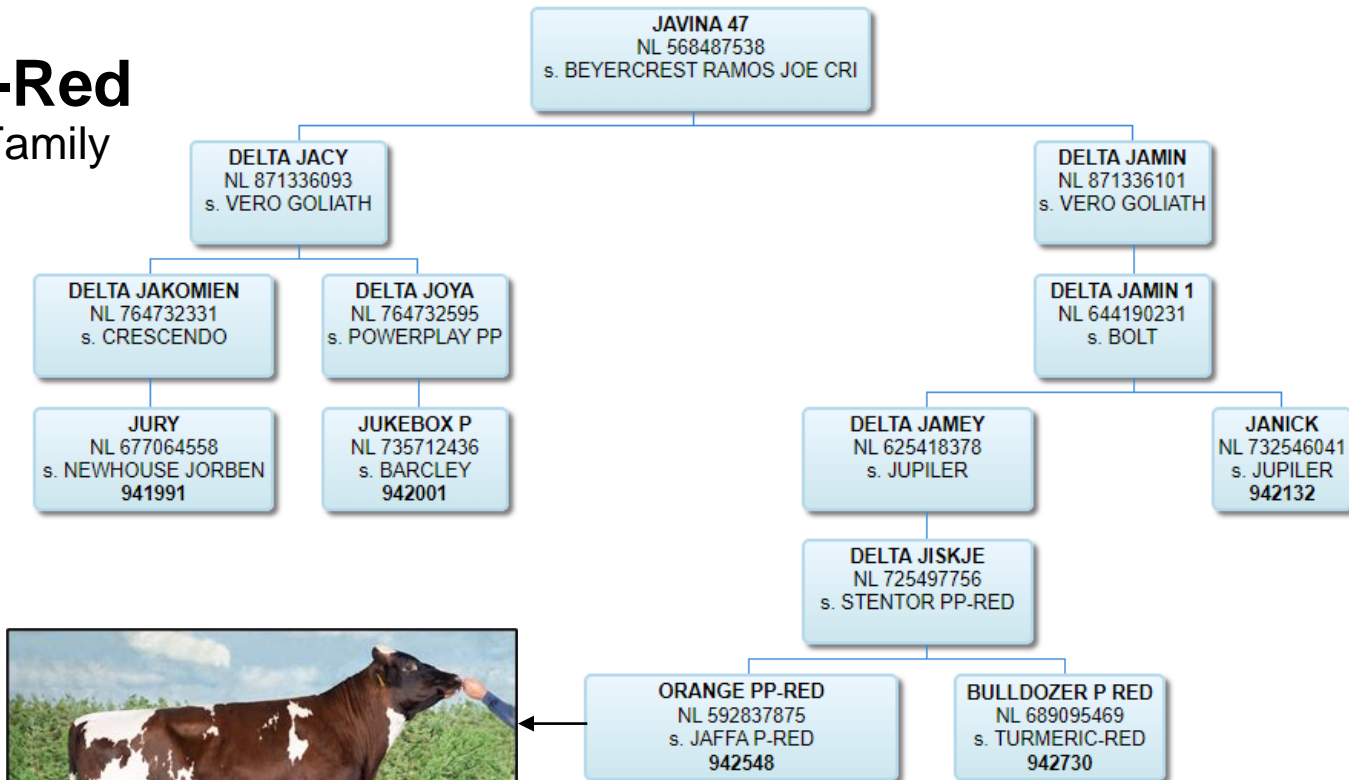 -Red
Family
JAVINA 47
NL 568487538
s. BEYERCREST RAMOS JOE CRI
DELTA JACY
NL 871336093
s. VERO GOLIATH
DELTA JAMIN
NL 871336101
s. VERO GOLIATH
DELTA JAKOMIEN
NL 764732331
s. CRESCENDO
DELTA JOYA
NL 764732595
s. POWERPLAY PP
DELTA JAMIN 1
NL 644190231
s. BOLT
JURY
NL 677064558
s. NEWHOUSE JORBEN
941991
JUKEBOX P
NL 735712436
s. BARCLEY
942001
DELTA JAMEY
NL 625418378
s. JUPILER
JANICK
NL 732546041
s. JUPILER
942132
DELTA JISKJE
NL 725497756
s. STENTOR PP-RED
ORANGE PP-RED
NL 592837875
s. JAFFA P-RED
942548
BULLDOZER P RED
NL 689095469
s. TURMERIC-RED
942730